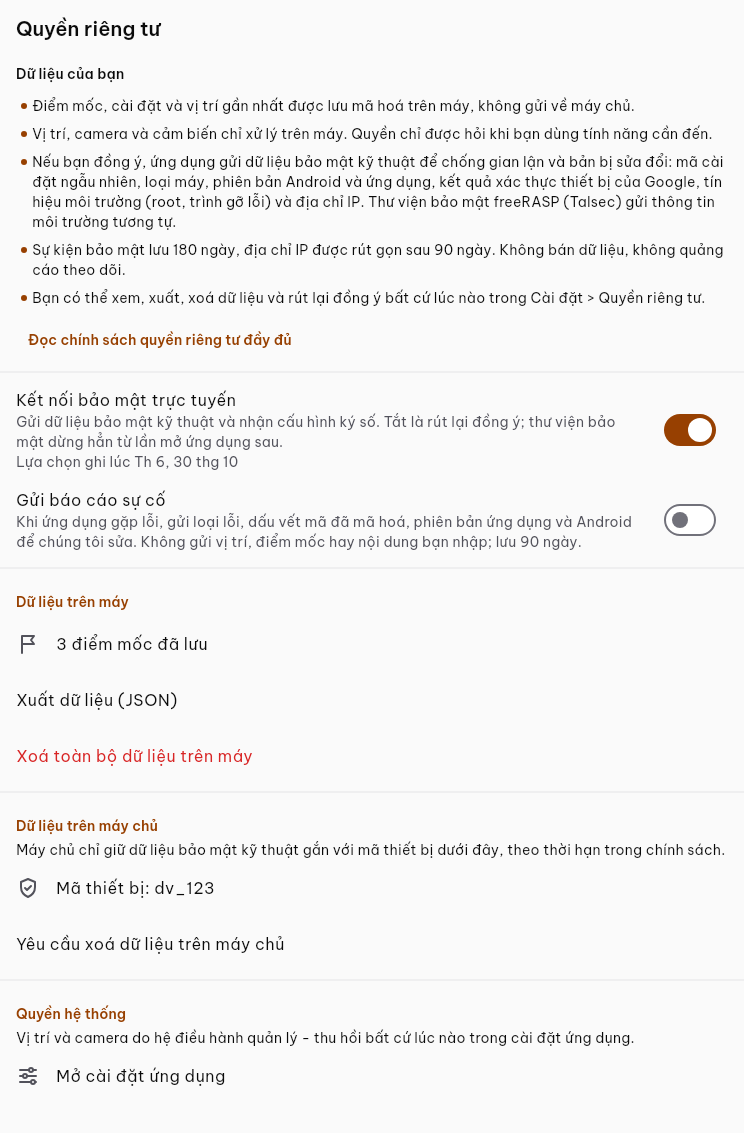 Quyền riêng tư
Dữ liệu của bạn
Điểm mốc, cài đặt và vị trí gần nhất được lưu mã hoá trên máy, không gửi về máy chủ.
Vị trí, camera và cảm biến chỉ xử lý trên máy. Quyền chỉ được hỏi khi bạn dùng tính năng cần đến.
Nếu bạn đồng ý, ứng dụng gửi dữ liệu bảo mật kỹ thuật để chống gian lận và bản bị sửa đổi: mã cài
đặt ngẫu nhiên, loại máy, phiên bản Android và ứng dụng, kết quả xác thực thiết bị của Google, tín
hiệu môi trường (root, trình gỡ lỗi) và địa chỉ IP. Thư viện bảo mật freeRASP (Talsec) gửi thông tin
môi trường tương tự.
Sự kiện bảo mật lưu 180 ngày, địa chỉ IP được rút gọn sau 90 ngày. Không bán dữ liệu, không quảng
cáo theo dõi.
Bạn có thể xem, xuất, xoá dữ liệu và rút lại đồng ý bất cứ lúc nào trong Cài đặt > Quyền riêng tư.
Đọc chính sách quyền riêng tư đầy đủ
Kết nối bảo mật trực tuyến
Gửi dữ liệu bảo mật kỹ thuật và nhận cấu hình ký số. Tắt là rút lại đồng ý; thư viện bảo
mật dừng hẳn từ lần mở ứng dụng sau.
Lựa chọn ghi lúc Th 6, 30 thg 10
Gửi báo cáo sự cố
Khi ứng dụng gặp lỗi, gửi loại lỗi, dấu vết mã đã mã hoá, phiên bản ứng dụng và Android
để chúng tôi sửa. Không gửi vị trí, điểm mốc hay nội dung bạn nhập; lưu 90 ngày.
Dữ liệu trên máy
3 điểm mốc đã lưu
Xuất dữ liệu (JSON)
Xoá toàn bộ dữ liệu trên máy
Dữ liệu trên máy chủ
Máy chủ chỉ giữ dữ liệu bảo mật kỹ thuật gắn với mã thiết bị dưới đây, theo thời hạn trong chính sách.
Mã thiết bị: dv_123
Yêu cầu xoá dữ liệu trên máy chủ
Quyền hệ thống
Vị trí và camera do hệ điều hành quản lý - thu hồi bất cứ lúc nào trong cài đặt ứng dụng.
Mở cài đặt ứng dụng